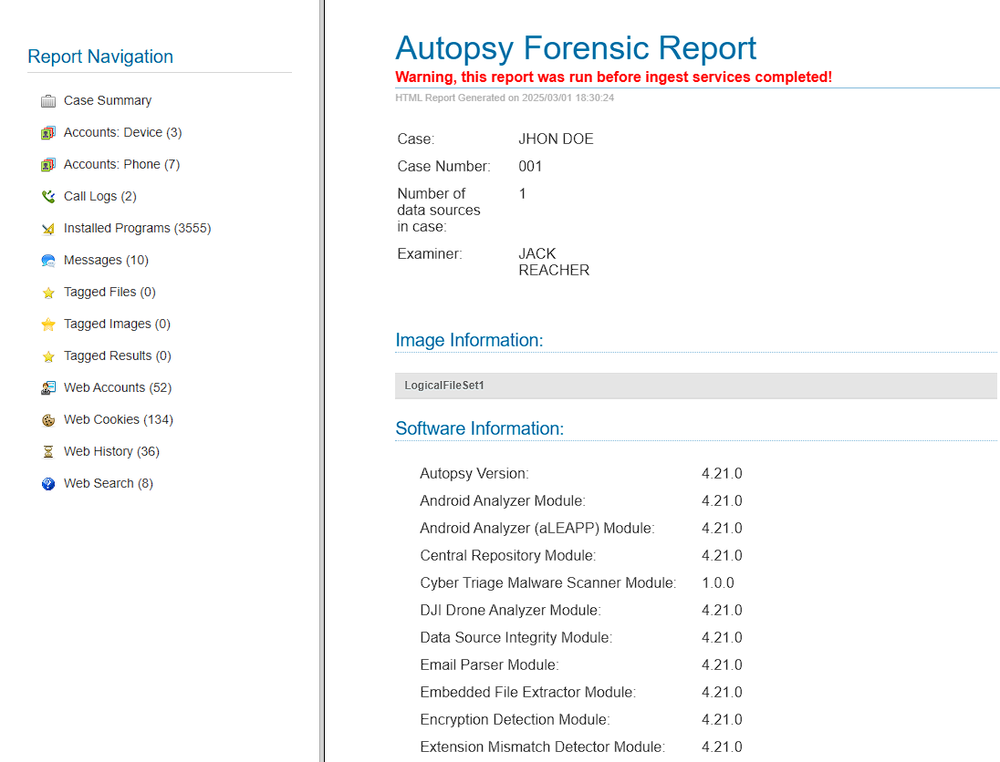 Report Navigation
Case Summary
Accounts: Device (3)
Accounts: Phone (7)
Call Logs (2)
Installed Programs (3555)
Messages (10)
Tagged Files (0)
Tagged Images (0)
Tagged Results (0)
Web Accounts (52)
Web Cookies (134)
Web History (36)
Web Search (8)
Autopsy Forensic Report
Warning, this report was run before ingest services completed!
HTML Report Generated on 2025/03/01 18:30:24
Case: JHON DOE
Case Number: 001
Number of 1
data sources
in case:
Examiner: JACK
REACHER
Image Information:
LogicalFileSet1
Software Information:
Autopsy Version: 4.21.0
Android Analyzer Module: 4.21.0
Android Analyzer (aLEAPP) Module: 4.21.0
Central Repository Module: 4.21.0
Cyber Triage Malware Scanner Module: 1.0.0
DJI Drone Analyzer Module: 4.21.0
Data Source Integrity Module: 4.21.0
Email Parser Module: 4.21.0
Embedded File Extractor Module: 4.21.0
Encryption Detection Module: 4.21.0
Extension Mismatch Detector Module: 4.21.0